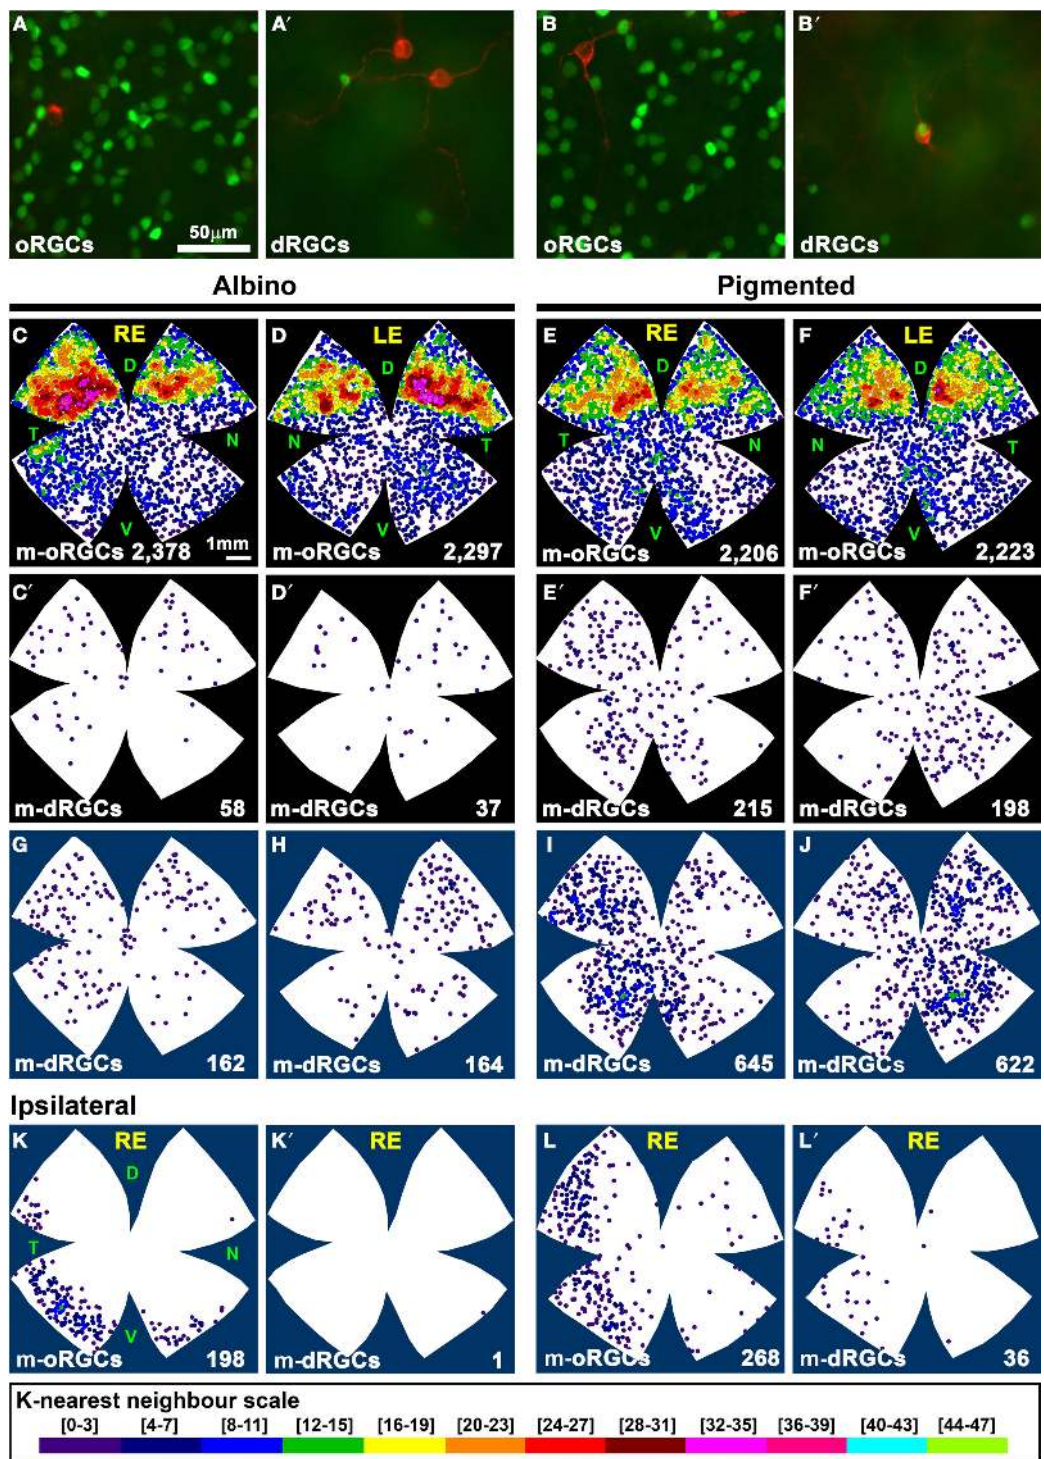 A A′ B B′
oRGCs 50μm dRGCs oRGCs dRGCs
Albino Pigmented
C RE D D LE D E RE D F LE D
T N N T T N N T
V V V V
m-oRGCs 2,378 1mm m-oRGCs 2,297 m-oRGCs 2,206 m-oRGCs 2,223
C′ D′ E′ F′
m-dRGCs 58 m-dRGCs 37 m-dRGCs 215 m-dRGCs 198
G H I J
m-dRGCs 162 m-dRGCs 164 m-dRGCs 645 m-dRGCs 622
Ipsilateral
K RE K′ RE L RE L′ RE
D
T N
V
m-oRGCs 198 m-dRGCs 1 m-oRGCs 268 m-dRGCs 36
K-nearest neighbour scale
[0-3] [4-7] [8-11] [12-15] [16-19] [20-23] [24-27] [28-31] [32-35] [36-39] [40-43] [44-47]